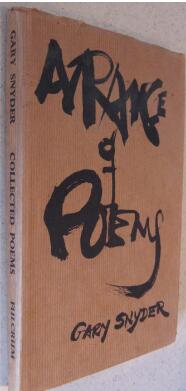 A RANGE
of
POEMS
GARY SNYDER
GARY SNYDER COLLECTED POEMS FULCRUM